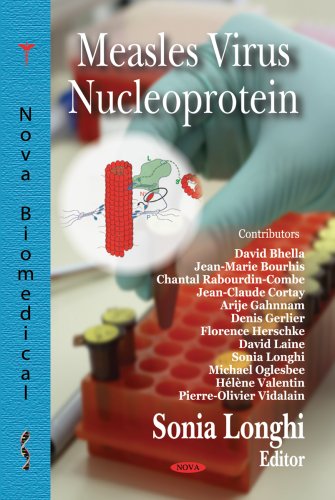 Measles Virus
Nucleoprotein
Nova Biomedical
N
P
Contributors
David Bhella
Jean-Marie Bourhis
Chantal Rabourdin-Combe
Jean-Claude Cortay
Arije Gahnnam
Denis Gerlier
Florence Herschke
David Laine
Sonia Longhi
Michael Oglesbee
Hélène Valentin
Pierre-Olivier Vidalain
Sonia Longhi
Editor
NOVA